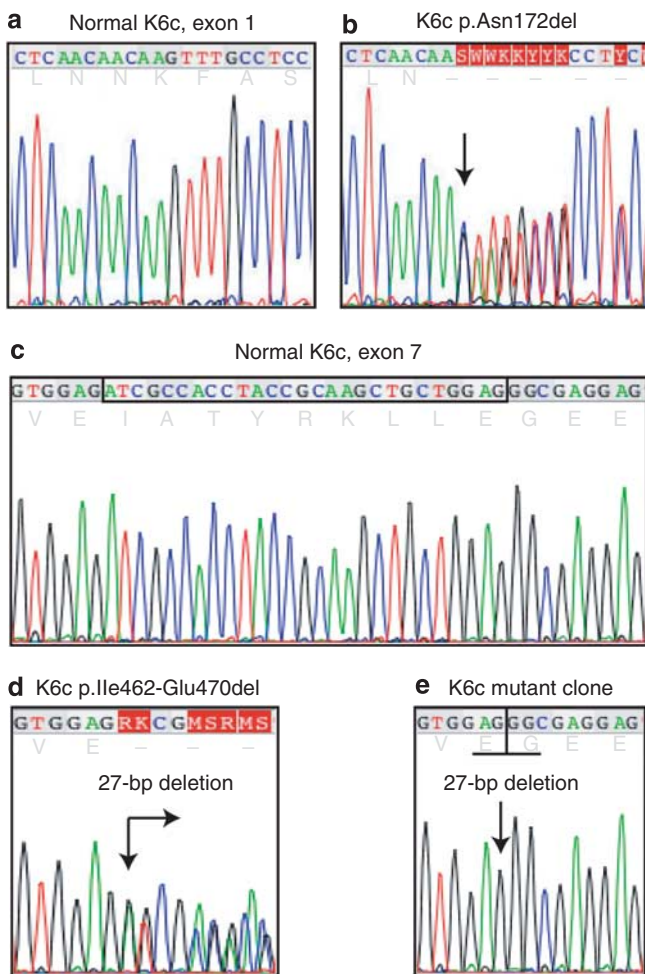 a Normal K6c, exon 1
CTCAACAACAAGTTTGCCTCC
L N N K F A S
b K6c p.Asn172del
CTCAACAASWWKKYYKCCTYC
L N – – – – –
c Normal K6c, exon 7
GTGGAGATCGCCACCTACCGCAAGCTGCTGGAGGGCGAGGAG
V E I A T Y R K L L E G E E
d K6c p.Ile462-Glu470del
GTGGAGRKCGMSRMS
V E – – –
27-bp deletion
e K6c mutant clone
GTGGAGGGCGAGGAG
V E G E E
27-bp deletion